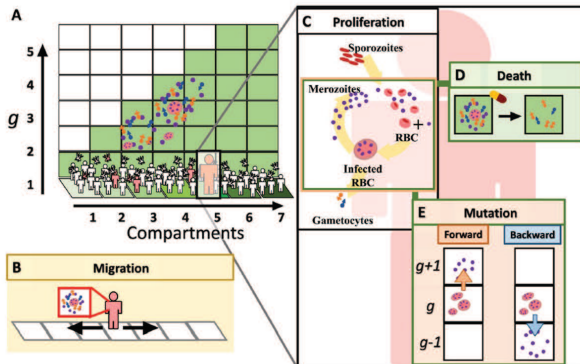 A
5
4
g 3
2
1
1 2 3 4 5 6 7
Compartments
B
Migration
C Proliferation
Sporozoites
Merozoites
+
RBC
Infected
RBC
Gametocytes
D Death
E Mutation
Forward Backward
g+1
g
g-1